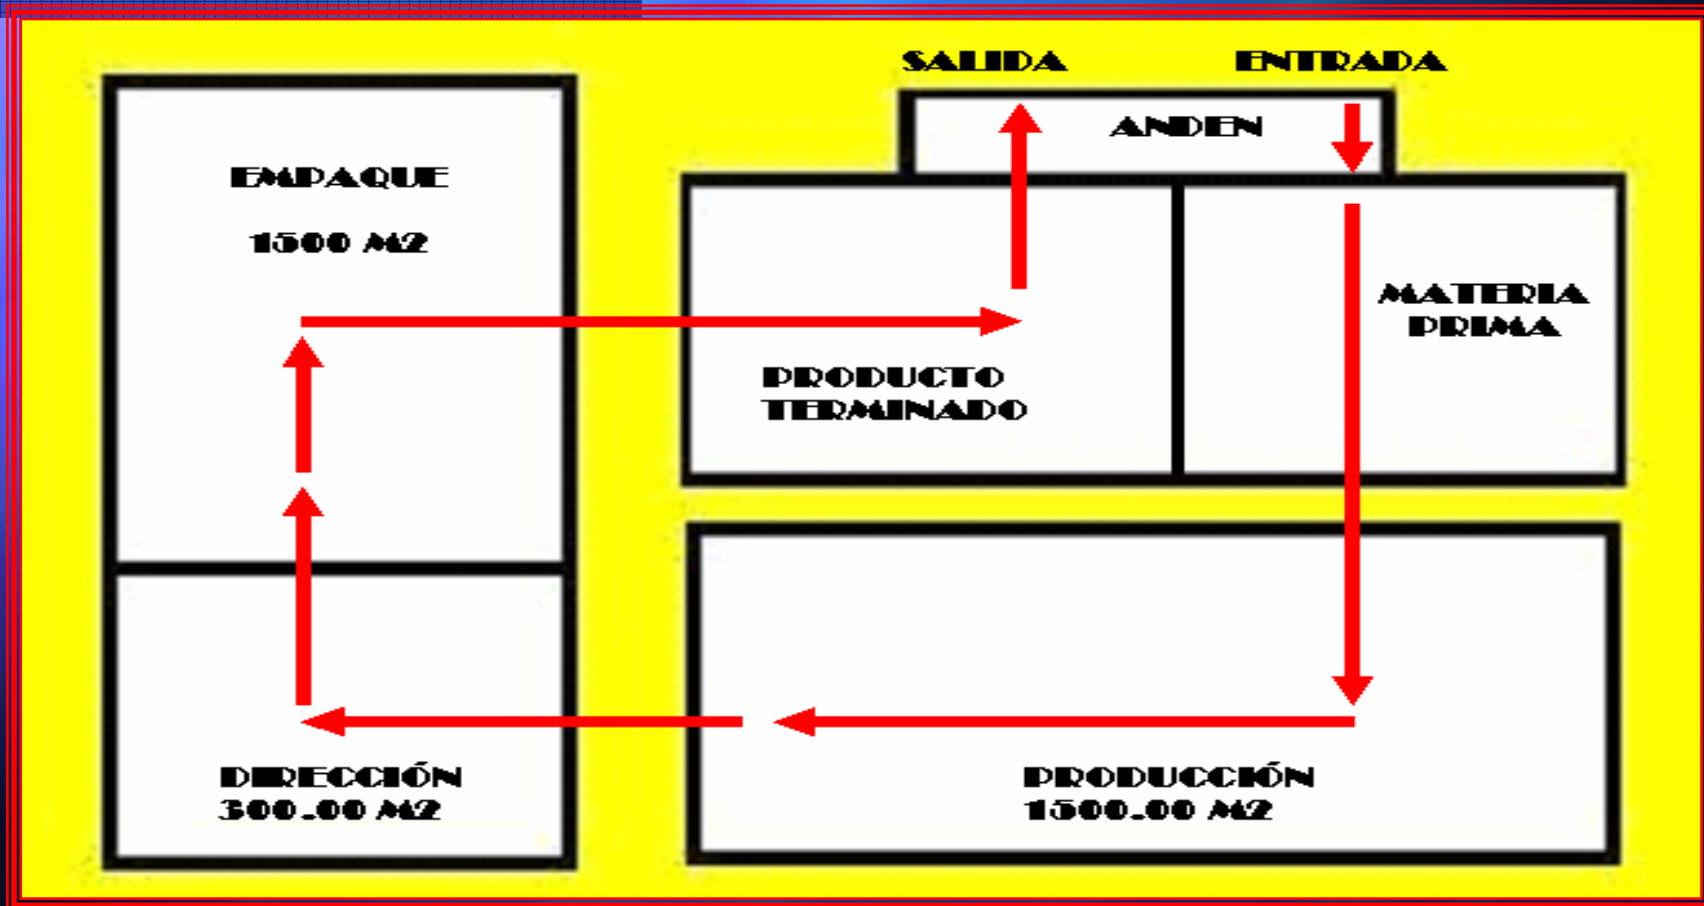 SALIDA
ENTRADA
ANDEN
EMPAQUE
1500 M2
MATERIA
PRIMA
PRODUCTO
TERMINADO
DIRECCIÓN
300.00 M2
PRODUCCIÓN
1500.00 M2